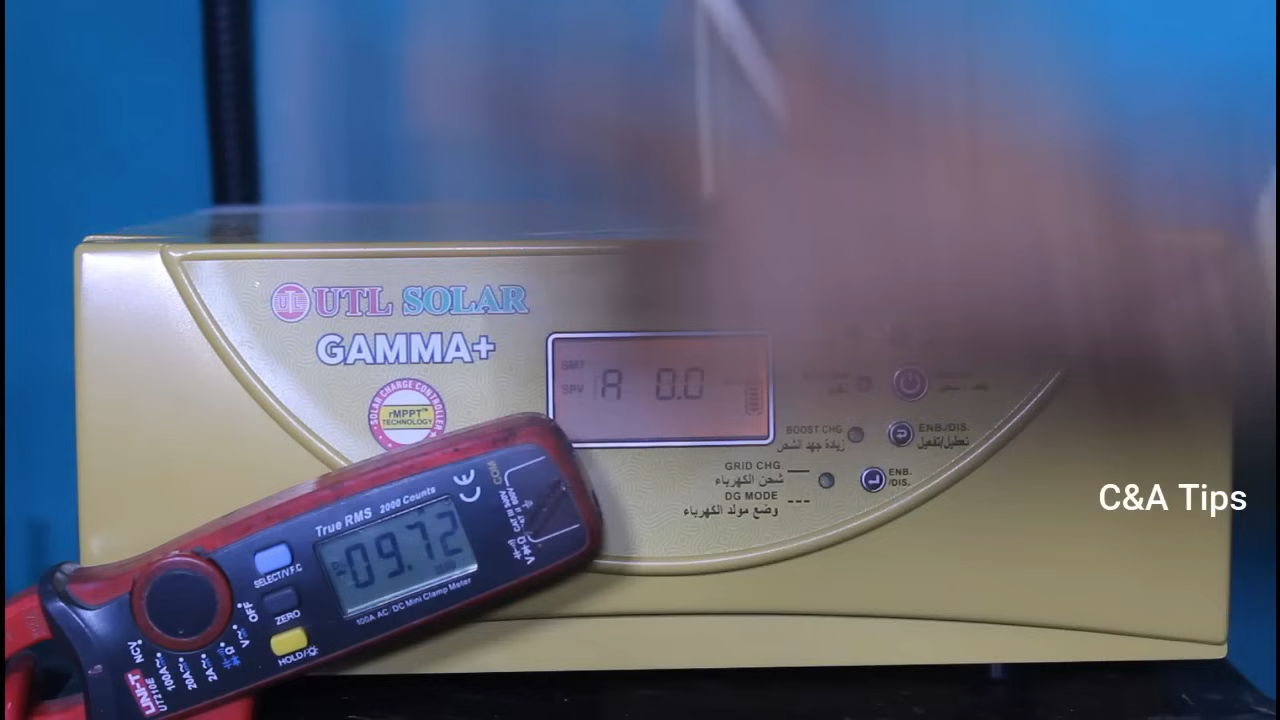 UTL SOLAR
GAMMA+
SOLAR CHARGE CONTROLLER
rMPPT™
TECHNOLOGY
SPV A 0.0
BOOST CHG.
زيادة جهد الشحن
ENB./DIS.
تعطيل/تفعيل
GRID CHG.
شحن الكهرباء
ENB.
/DIS.
DG MODE
وضع مولد الكهرباء
C&A Tips
True RMS 2000 Counts
-09.72
100A AC/DC Mini Clamp Meter
SELECT/V.F.C
ZERO
HOLD/
OFF
NCV
100A
20A
2A
UNI-T
UT210E
COM
CE